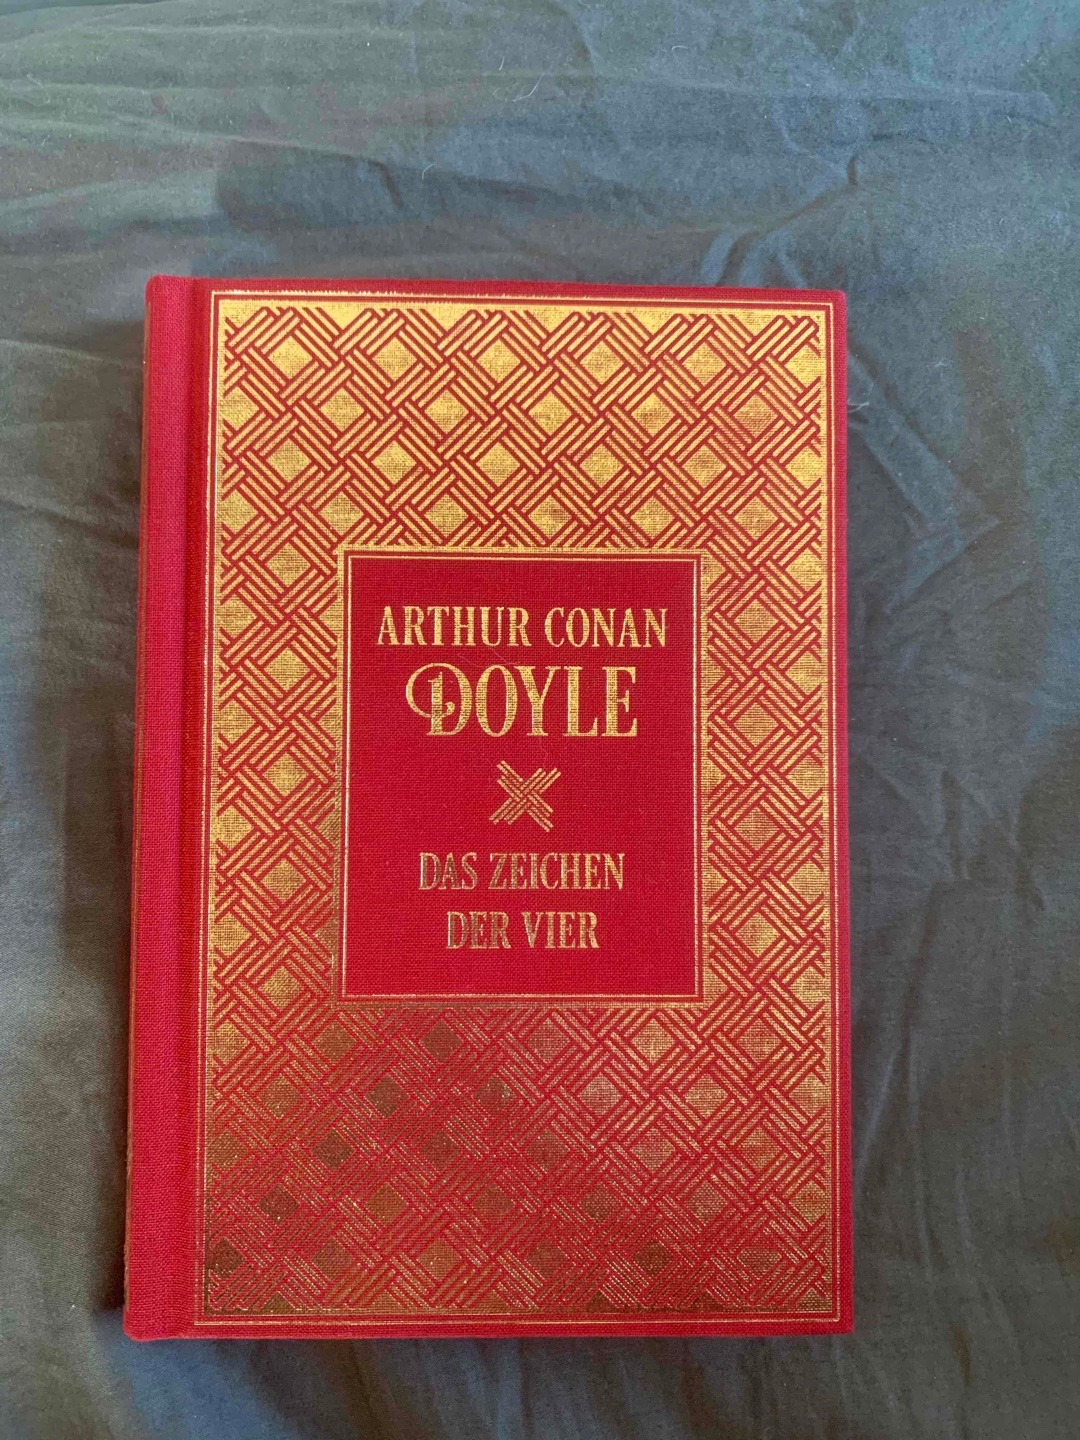 ARTHUR CONAN
DOYLE
DAS ZEICHEN
DER VIER